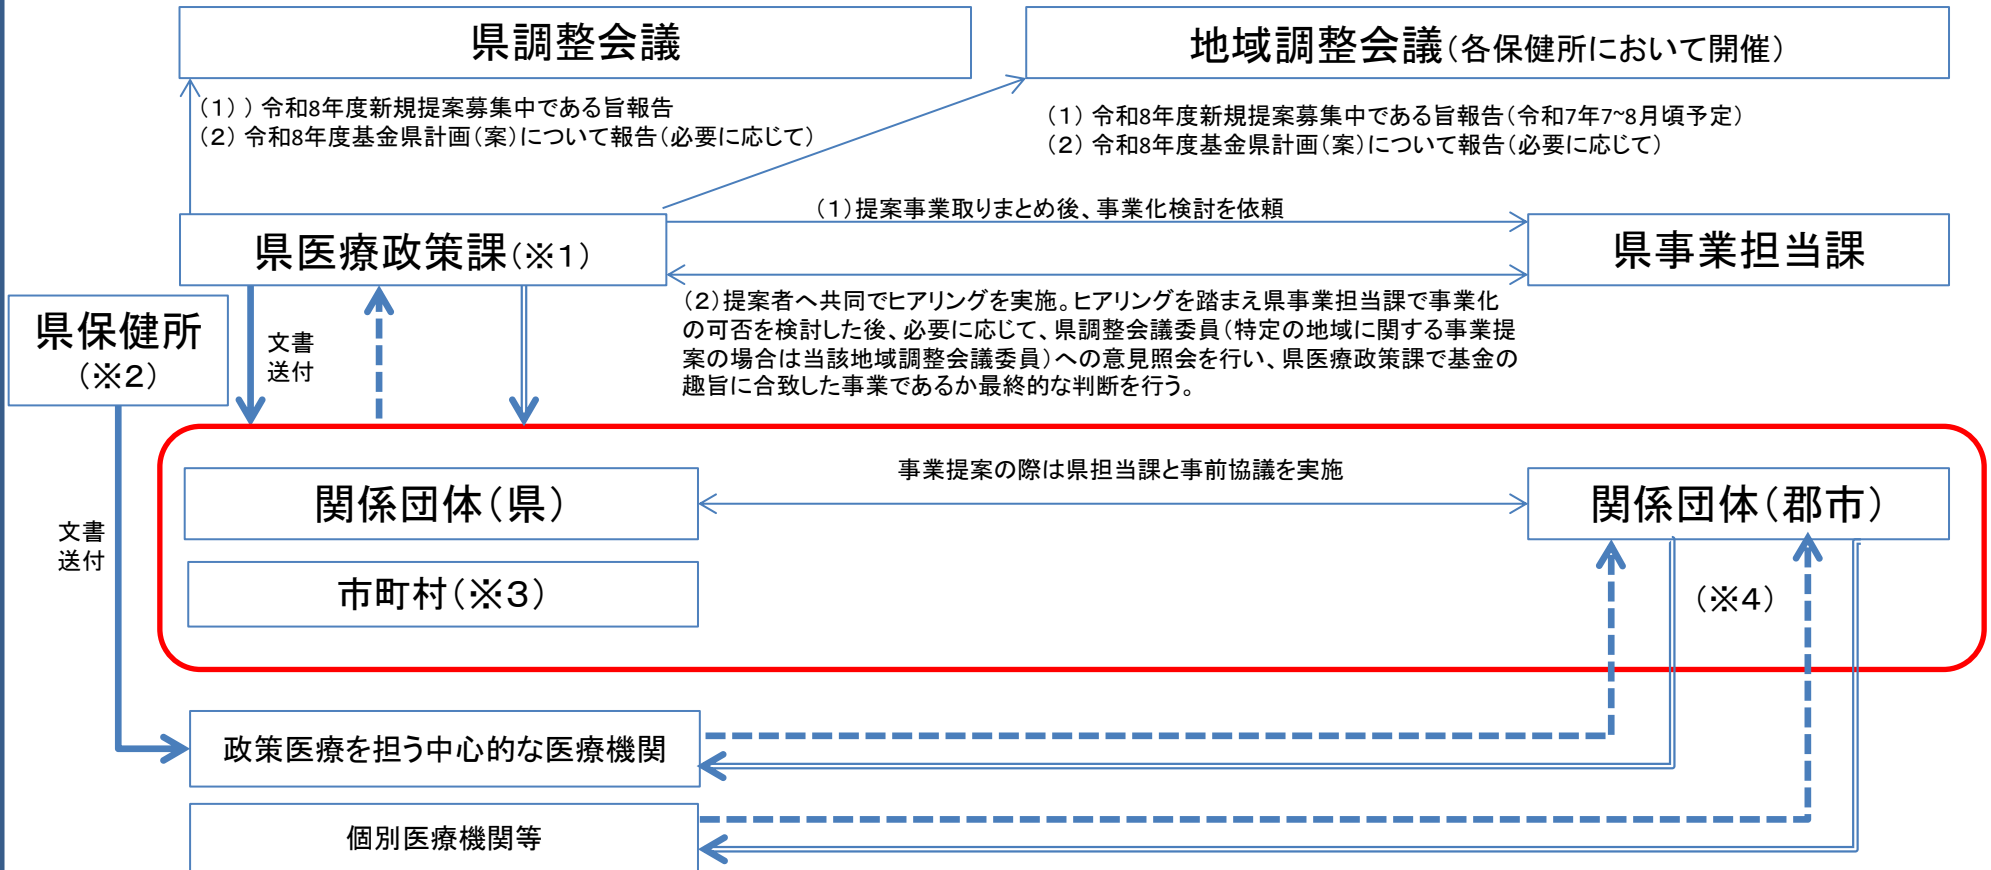 県調整会議
地域調整会議(各保健所において開催)
(1) ) 令和8年度新規提案募集中である旨報告
(2) 令和8年度基金県計画(案)について報告(必要に応じて)
(1) 令和8年度新規提案募集中である旨報告(令和7年7~8月頃予定)
(2) 令和8年度基金県計画(案)について報告(必要に応じて)
(1)提案事業取りまとめ後、事業化検討を依頼
県医療政策課(※1)
県事業担当課
(2)提案者へ共同でヒアリングを実施。ヒアリングを踏まえ県事業担当課で事業化
の可否を検討した後、必要に応じて、県調整会議委員(特定の地域に関する事業提
案の場合は当該地域調整会議委員)への意見照会を行い、県医療政策課で基金の
趣旨に合致した事業であるか最終的な判断を行う。
県保健所
(※2)
文書
送付
事業提案の際は県担当課と事前協議を実施
関係団体(県)
関係団体(郡市)
文書
送付
市町村(※3)
(※4)
政策医療を担う中心的な医療機関
個別医療機関等